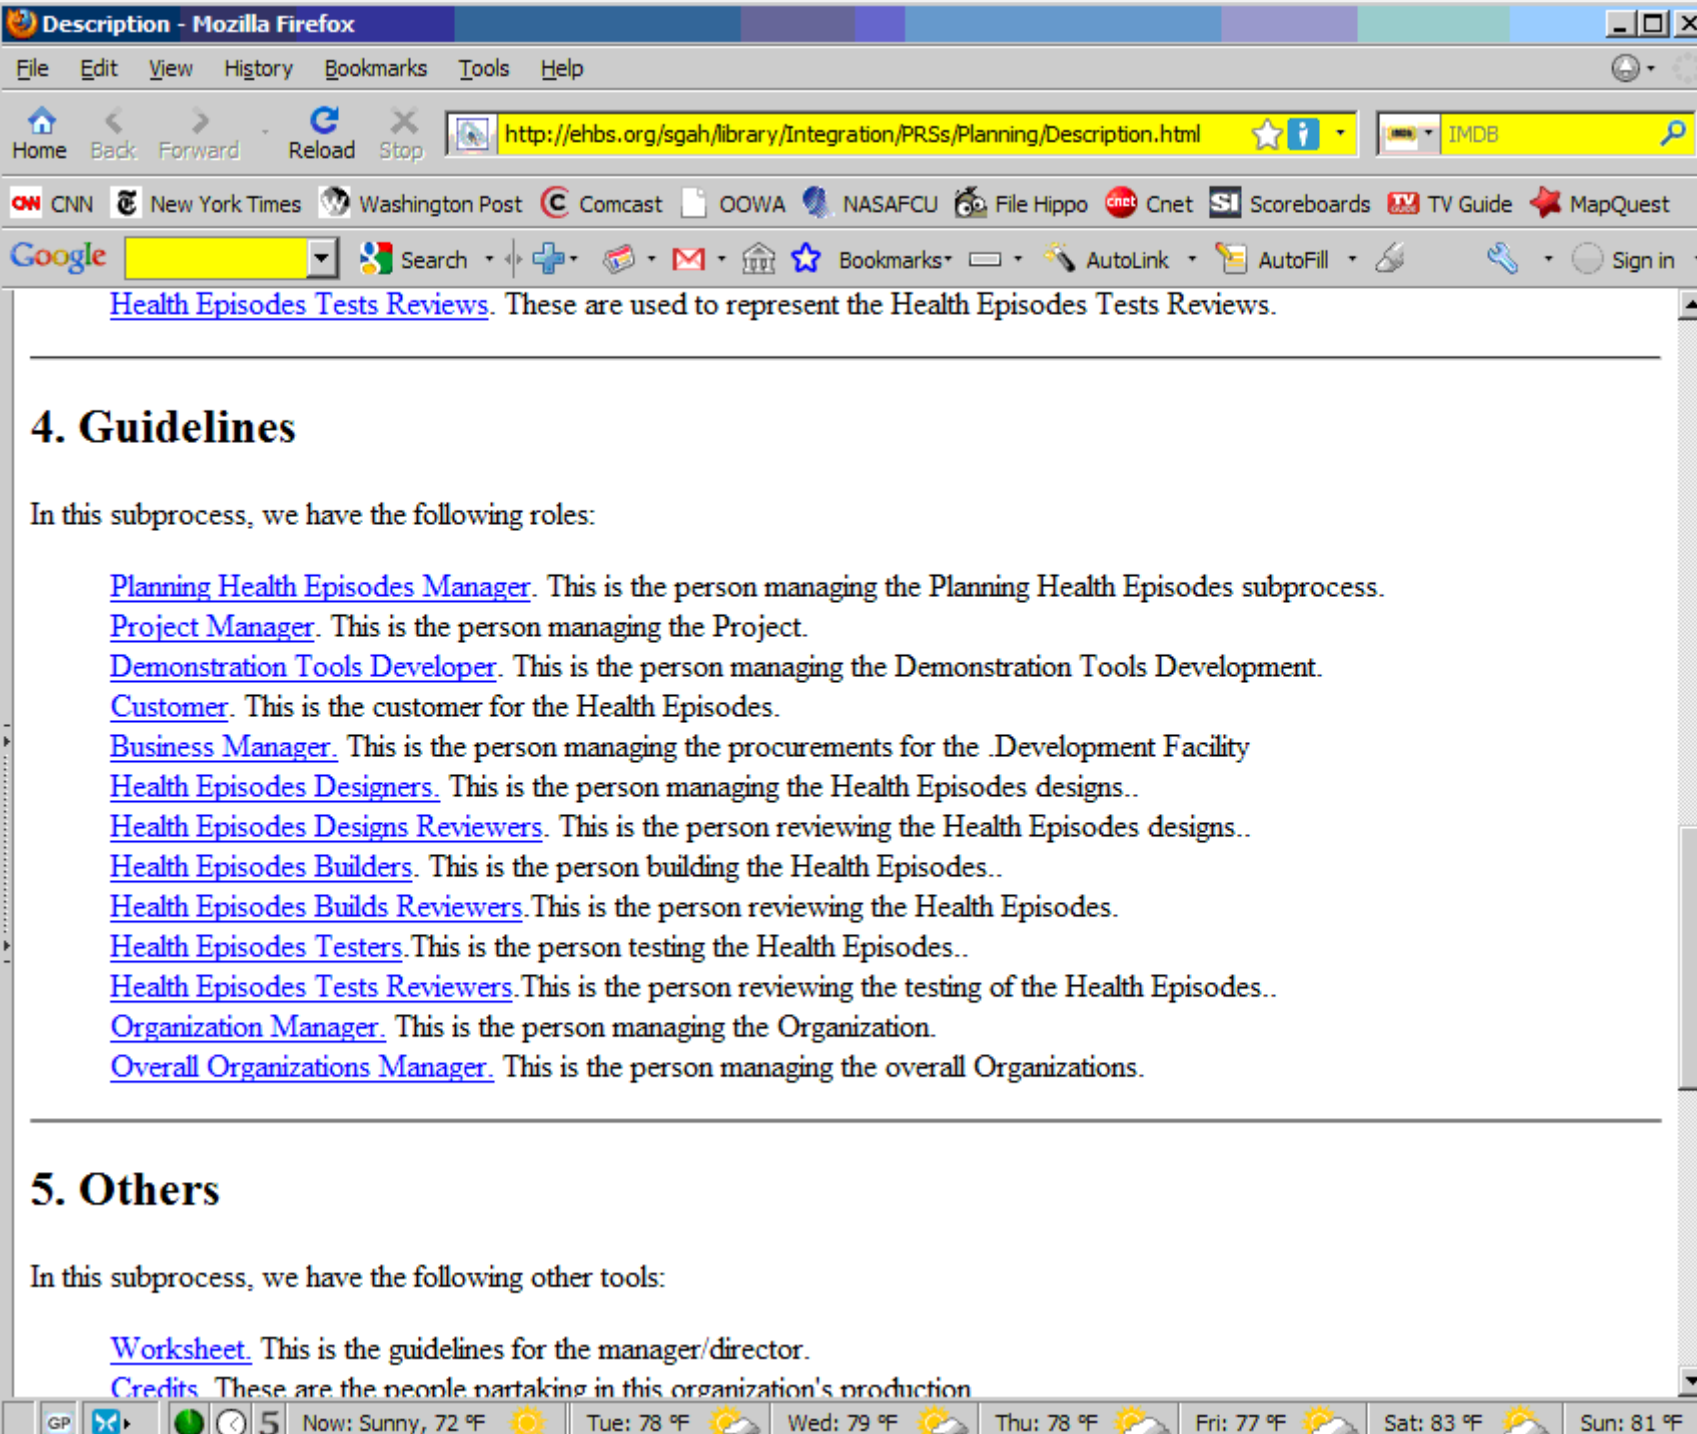 Description - Mozilla Firefox
File Edit View History Bookmarks Tools Help
Home Back Forward Reload Stop http://ehbs.org/sgah/library/Integration/PRSs/Planning/Description.html IMDB
CNN CNN New York Times Washington Post Comcast OOWA NASAFCU File Hippo cnet Cnet SI Scoreboards TV TV Guide MapQuest
Google Search Bookmarks AutoLink AutoFill Sign in
Health Episodes Tests Reviews. These are used to represent the Health Episodes Tests Reviews.
4. Guidelines
In this subprocess, we have the following roles:
Planning Health Episodes Manager. This is the person managing the Planning Health Episodes subprocess.
Project Manager. This is the person managing the Project.
Demonstration Tools Developer. This is the person managing the Demonstration Tools Development.
Customer. This is the customer for the Health Episodes.
Business Manager. This is the person managing the procurements for the .Development Facility
Health Episodes Designers. This is the person managing the Health Episodes designs..
Health Episodes Designs Reviewers. This is the person reviewing the Health Episodes designs..
Health Episodes Builders. This is the person building the Health Episodes..
Health Episodes Builds Reviewers.This is the person reviewing the Health Episodes.
Health Episodes Testers.This is the person testing the Health Episodes..
Health Episodes Tests Reviewers.This is the person reviewing the testing of the Health Episodes..
Organization Manager. This is the person managing the Organization.
Overall Organizations Manager. This is the person managing the overall Organizations.
5. Others
In this subprocess, we have the following other tools:
Worksheet. This is the guidelines for the manager/director.
Credits. These are the people partaking in this organization's production
GP 5 Now: Sunny, 72 °F Tue: 78 °F Wed: 79 °F Thu: 78 °F Fri: 77 °F Sat: 83 °F Sun: 81 °F